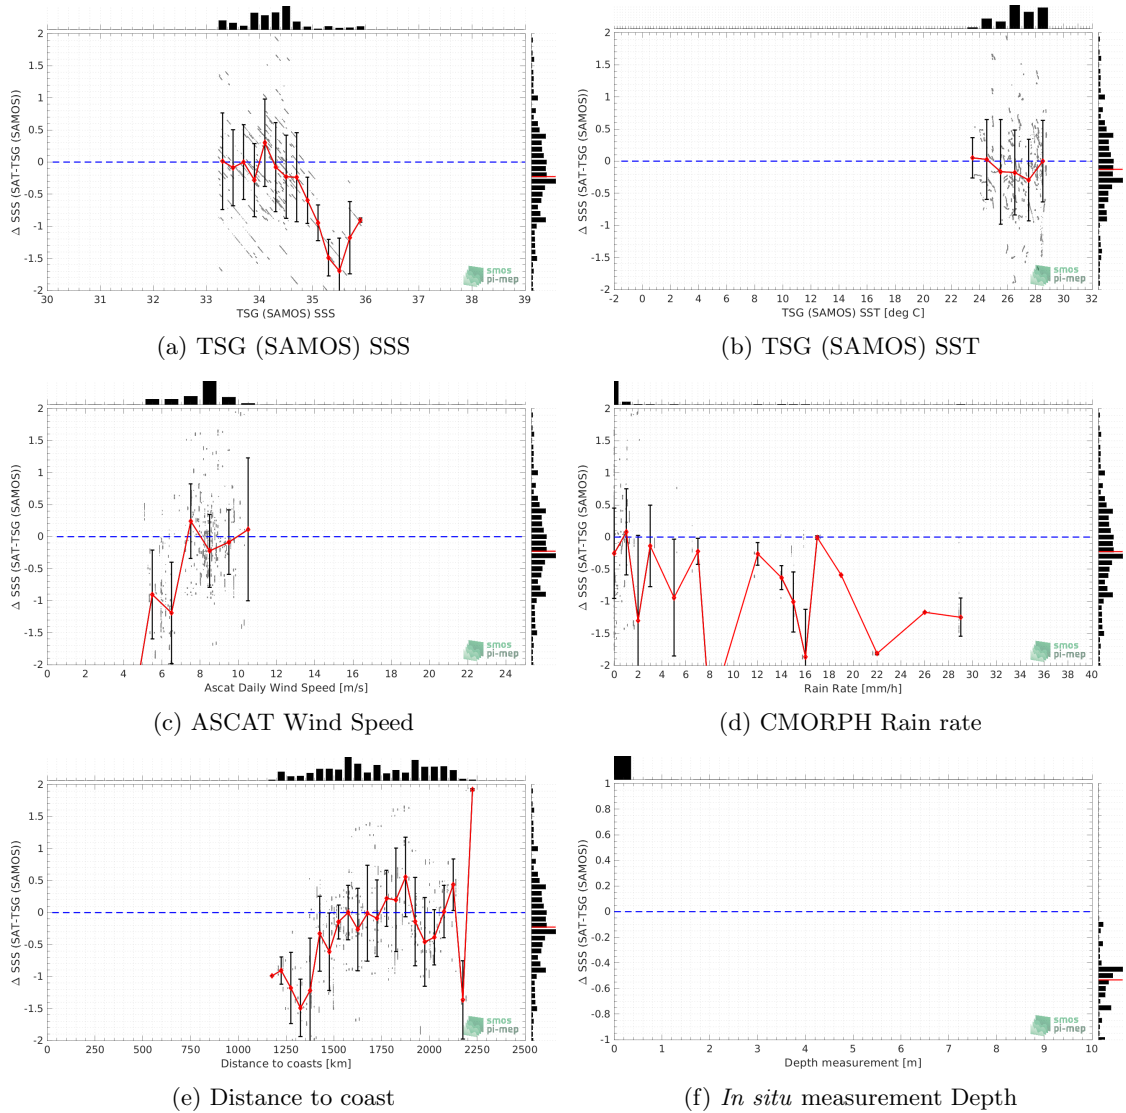 2
1.5
1
0.5
0
-0.5
-1
-1.5
-2
Δ SSS (SAT-TSG (SAMOS))
30 31 32 33 34 35 36 37 38 39
TSG (SAMOS) SSS
smos
pi-mep
(a) TSG (SAMOS) SSS
2
1.5
1
0.5
0
-0.5
-1
-1.5
-2
Δ SSS (SAT-TSG (SAMOS))
-2 0 2 4 6 8 10 12 14 16 18 20 22 24 26 28 30 32
TSG (SAMOS) SST [deg C]
smos
pi-mep
(b) TSG (SAMOS) SST
2
1.5
1
0.5
0
-0.5
-1
-1.5
-2
Δ SSS (SAT-TSG (SAMOS))
0 2 4 6 8 10 12 14 16 18 20 22 24
Ascat Daily Wind Speed [m/s]
smos
pi-mep
(c) ASCAT Wind Speed
2
1.5
1
0.5
0
-0.5
-1
-1.5
-2
Δ SSS (SAT-TSG (SAMOS))
0 2 4 6 8 10 12 14 16 18 20 22 24 26 28 30 32 34 36 38 40
Rain Rate [mm/h]
smos
pi-mep
(d) CMORPH Rain rate
2
1.5
1
0.5
0
-0.5
-1
-1.5
-2
Δ SSS (SAT-TSG (SAMOS))
0 250 500 750 1000 1250 1500 1750 2000 2250 2500
Distance to coasts [km]
smos
pi-mep
(e) Distance to coast
1
0.8
0.6
0.4
0.2
0
-0.2
-0.4
-0.6
-0.8
-1
Δ SSS (SAT-TSG (SAMOS))
0 1 2 3 4 5 6 7 8 9 10
Depth measurement [m]
smos
pi-mep
(f) In situ measurement Depth